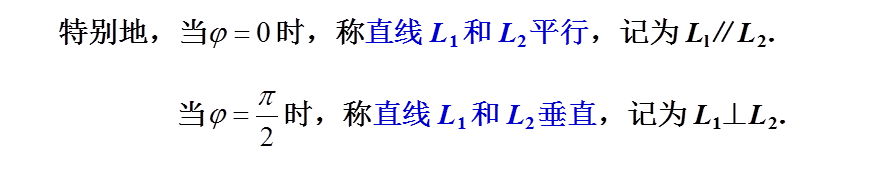 特别地，当φ = 0时，称直线L₁和L₂平行，记为Lₗ∥L₂.
当φ = π/2时，称直线L₁和L₂垂直，记为L₁⊥L₂.